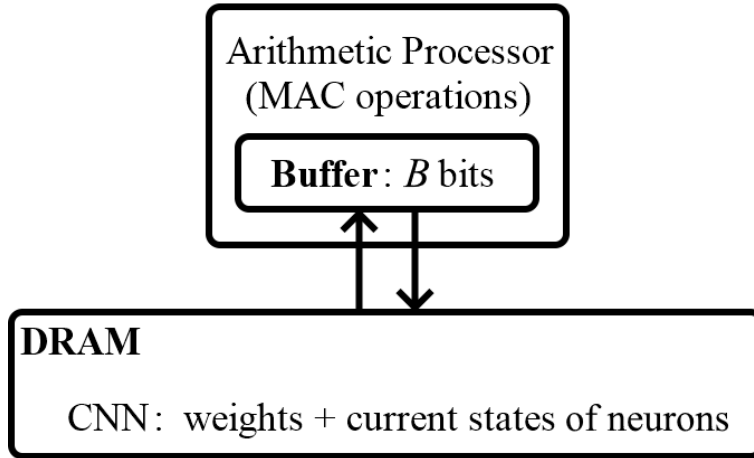 Arithmetic Processor
(MAC operations)
Buffer: B bits
DRAM
CNN: weights + current states of neurons